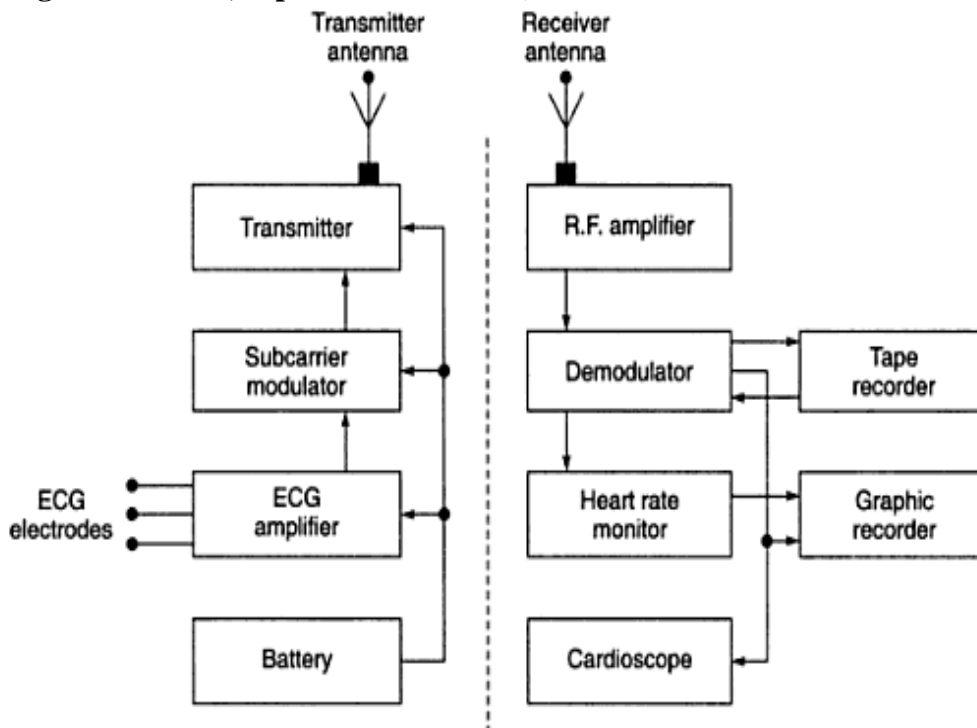 Transmitter
antenna
Receiver
antenna
Transmitter
R.F. amplifier
Subcarrier
modulator
Demodulator
Tape
recorder
ECG
electrodes
ECG
amplifier
Heart rate
monitor
Graphic
recorder
Battery
Cardioscope